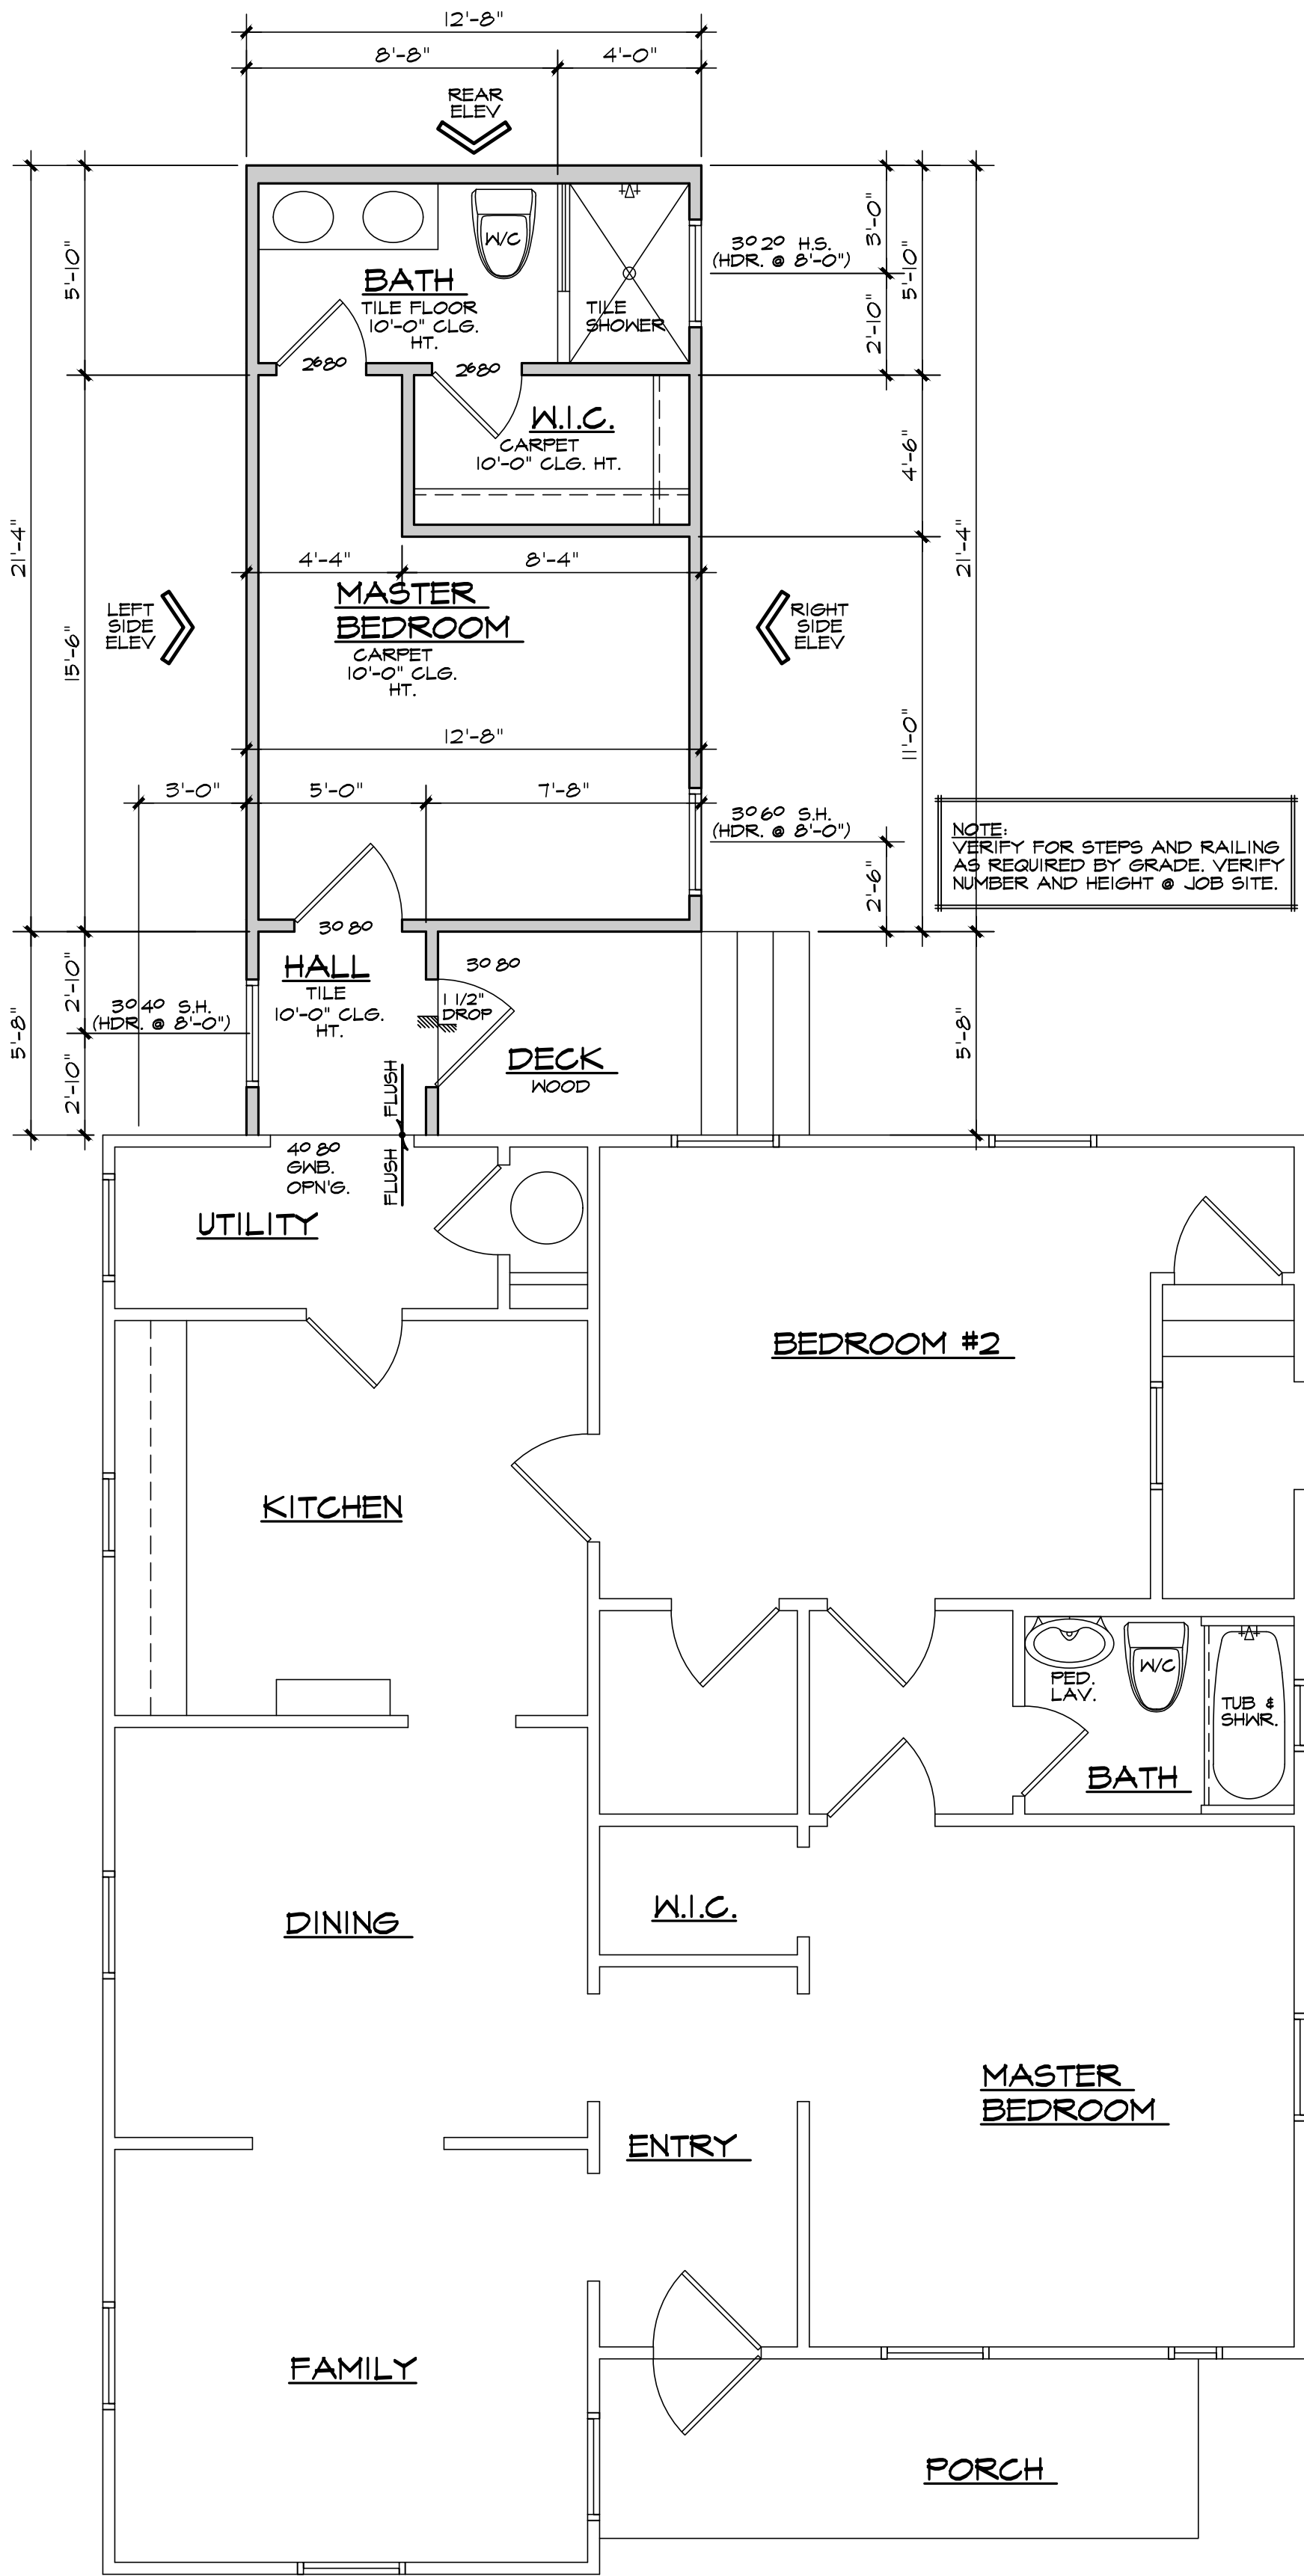 12'-8"
8'-8"
4'-0"
REAR
ELEV
5'-10"
3'-0"
5'-10"
2'-10"
3⁰ 2⁰ H.S.
(HDR. @ 8'-0")
W/C
BATH
TILE FLOOR
10'-0" CLG.
HT.
TILE
SHOWER
2⁶8⁰
2⁶8⁰
W.I.C.
CARPET
10'-0" CLG. HT.
4'-6"
21'-4"
21'-4"
4'-4"
8'-4"
LEFT
SIDE
ELEV
MASTER
BEDROOM
CARPET
10'-0" CLG.
HT.
RIGHT
SIDE
ELEV
15'-6"
11'-0"
12'-8"
3'-0"
5'-0"
7'-8"
3⁰ 6⁰ S.H.
(HDR. @ 8'-0")
2'-6"
NOTE:
VERIFY FOR STEPS AND RAILING
AS REQUIRED BY GRADE. VERIFY
NUMBER AND HEIGHT @ JOB SITE.
3⁰ 8⁰
HALL
TILE
10'-0" CLG.
HT.
3⁰ 8⁰
1 1/2"
DROP
2'-10"
3⁰ 4⁰ S.H.
(HDR. @ 8'-0")
5'-8"
2'-10"
5'-8"
DECK
WOOD
FLUSH
FLUSH
4⁰ 8⁰
GWB.
OPN'G.
UTILITY
BEDROOM #2
KITCHEN
PED.
LAV.
W/C
TUB &
SHWR.
BATH
DINING
W.I.C.
MASTER
BEDROOM
ENTRY
FAMILY
PORCH